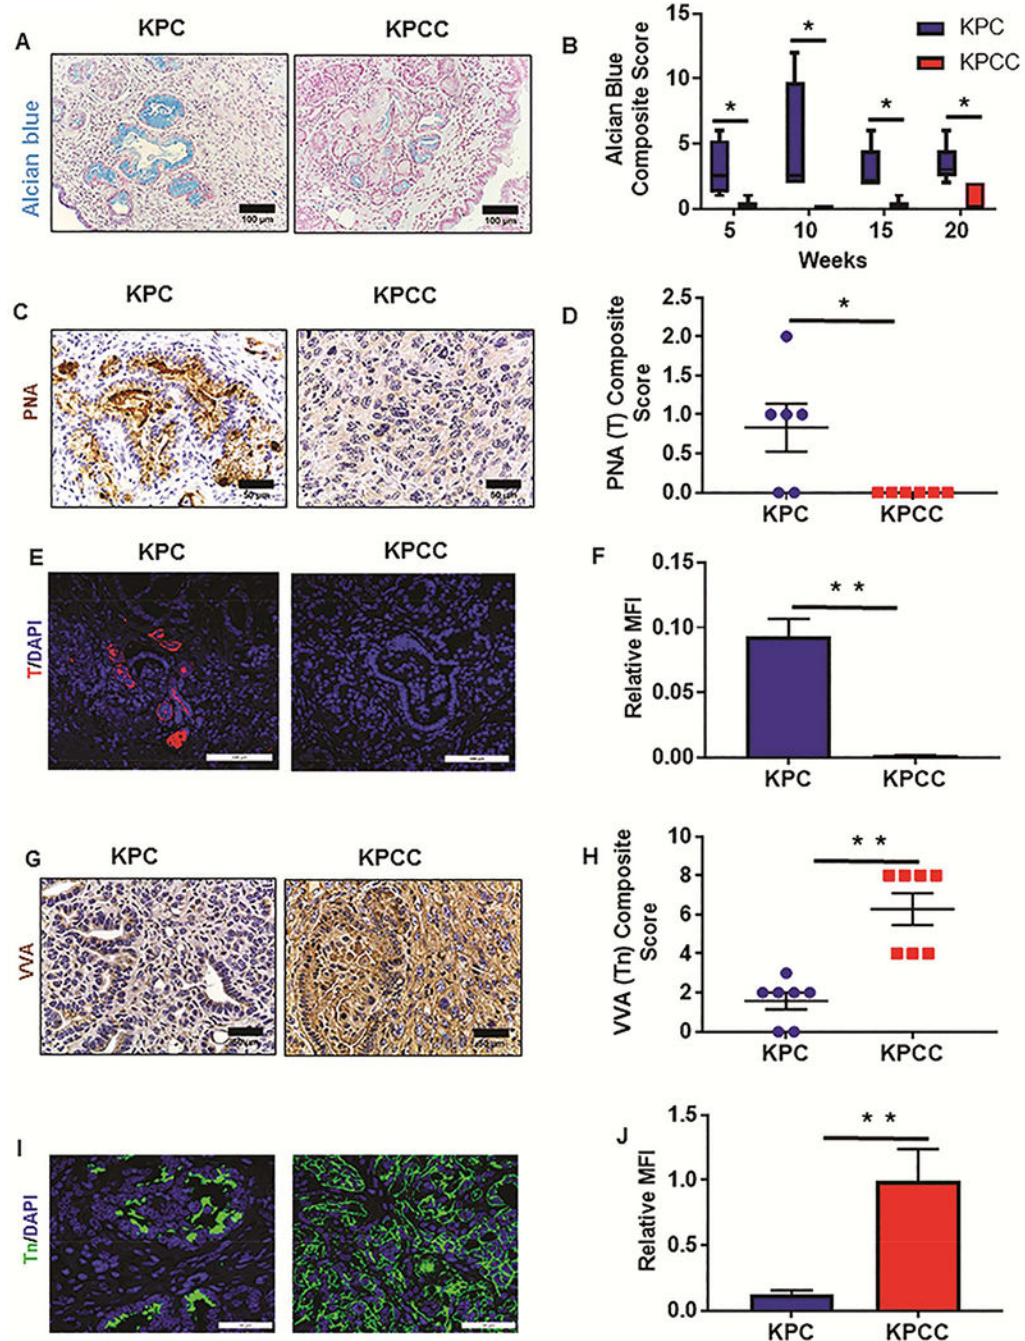 A
KPC
KPCC
Alcian blue
100 μm
100 μm
B
Alcian Blue
Composite Score
15
10
5
0
*
*
*
*
KPC
KPCC
5
10
15
20
Weeks
C
KPC
KPCC
PNA
50 μm
50 μm
D
PNA (T) Composite
Score
2.5
2.0
1.5
1.0
0.5
0.0
*
KPC
KPCC
E
KPC
KPCC
T/DAPI
F
Relative MFI
0.15
0.10
0.05
0.00
* *
KPC
KPCC
G
KPC
KPCC
VVA
50 μm
50 μm
H
VVA (Tn) Composite
Score
10
8
6
4
2
0
* *
KPC
KPCC
I
Tn/DAPI
J
Relative MFI
1.5
1.0
0.5
0.0
* *
KPC
KPCC